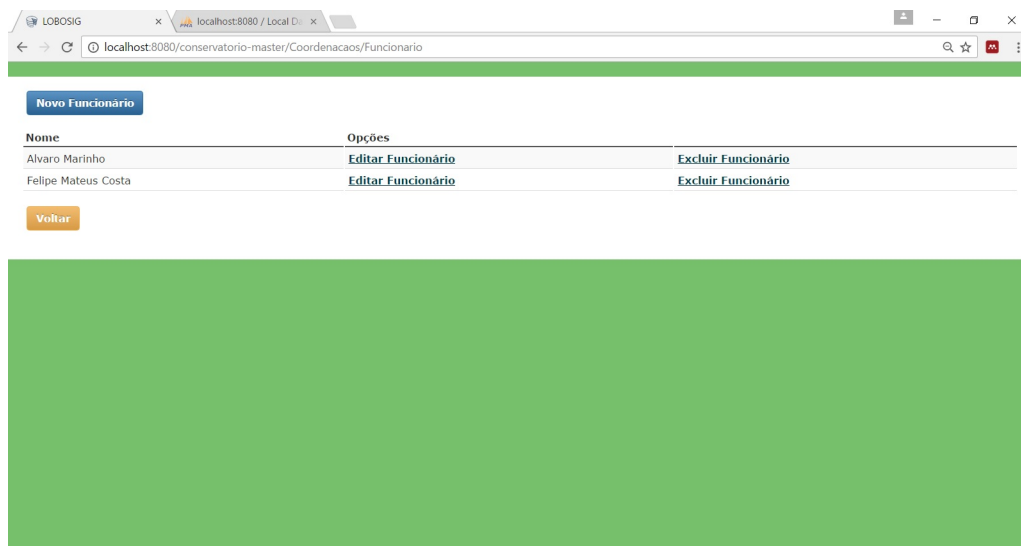 LOBOSIG
localhost:8080 / Local Da
localhost:8080/conservatorio-master/Coordenacaos/Funcionario
Novo Funcionário
Nome Opções
Alvaro Marinho Editar Funcionário Excluir Funcionário
Felipe Mateus Costa Editar Funcionário Excluir Funcionário
Voltar